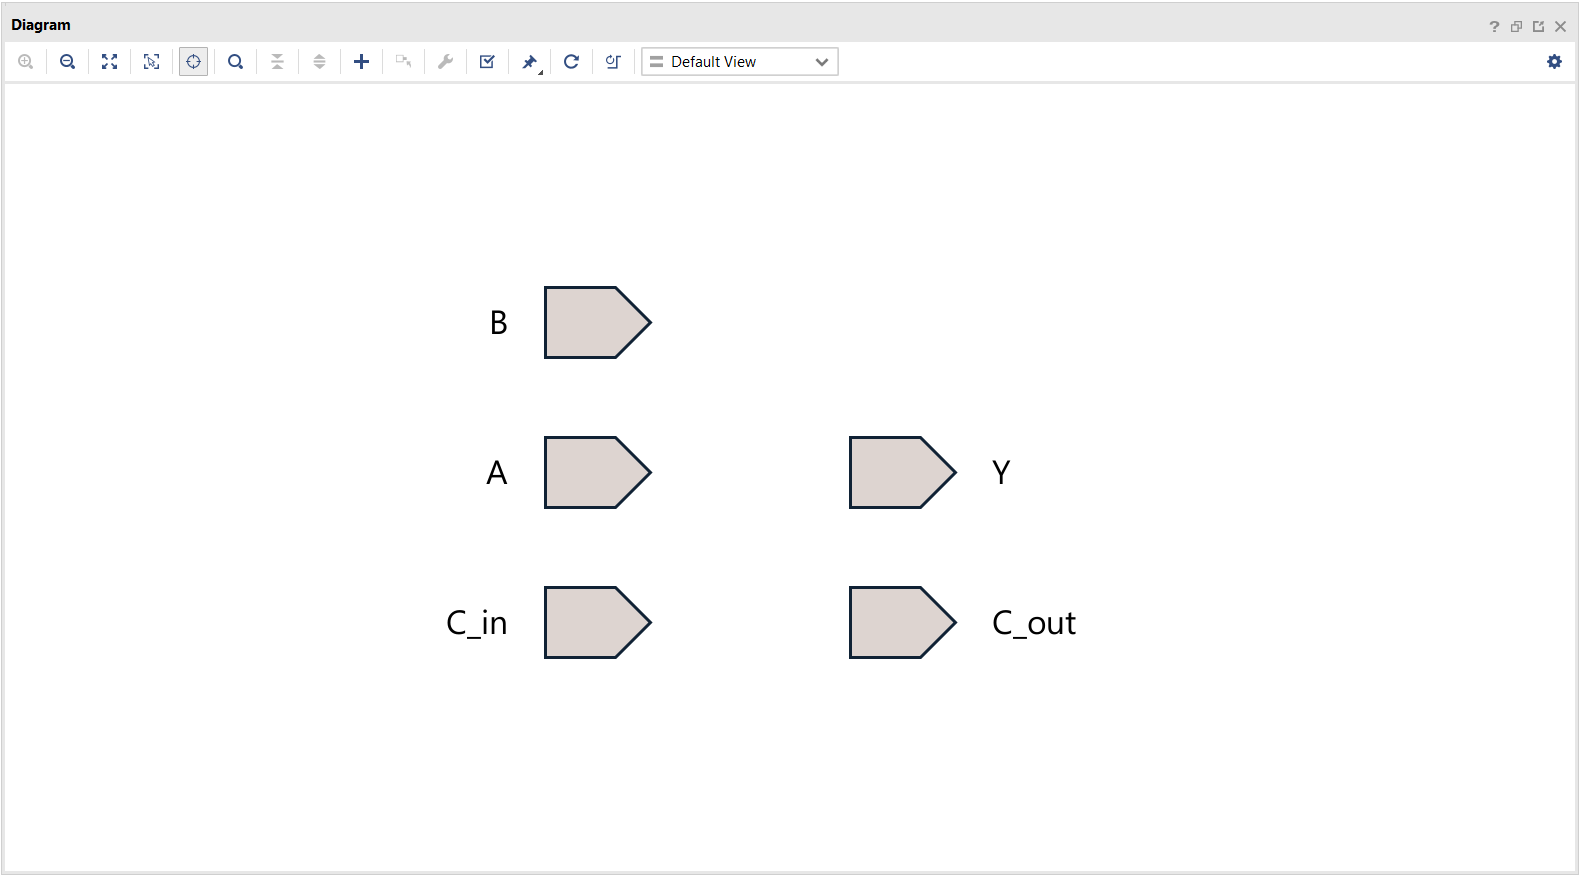 Diagram
?
Default View
B
A
Y
C_in
C_out